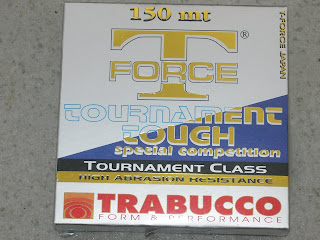 150 mt
T ®
FORCE
T-FORCE JAPAN
TOURNAMENT
TOUGH
special competition
TOURNAMENT CLASS
HIGH ABRASION RESISTANCE
TRABUCCO
FORM & PERFORMANCE